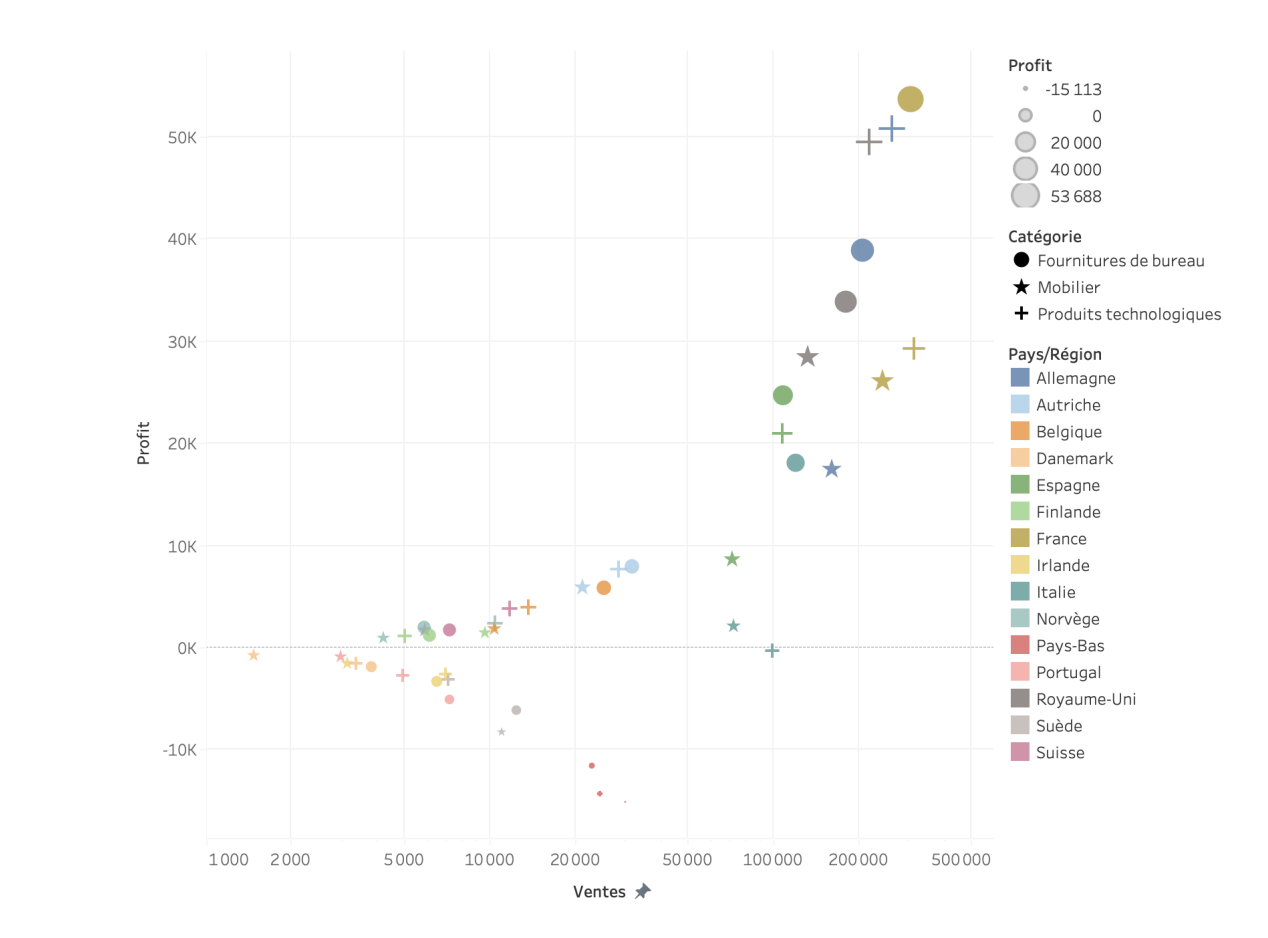 50K
40K
30K
20K
10K
0K
-10K
Profit
1 000
2 000
5 000
10 000
20 000
50 000
100 000
200 000
500 000
Ventes
Profit
-15 113
0
20 000
40 000
53 688
Catégorie
Fournitures de bureau
Mobilier
Produits technologiques
Pays/Région
Allemagne
Autriche
Belgique
Danemark
Espagne
Finlande
France
Irlande
Italie
Norvège
Pays-Bas
Portugal
Royaume-Uni
Suède
Suisse